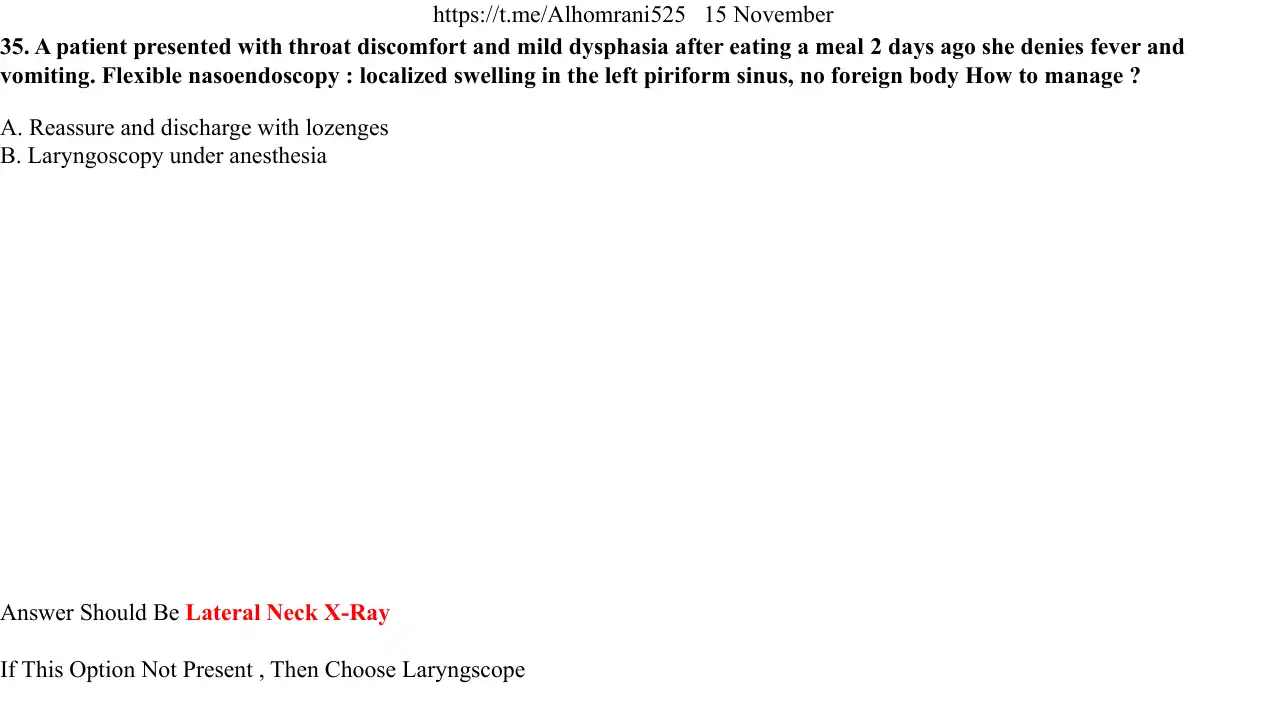 https://t.me/Alhomrani525 15 November
35. A patient presented with throat discomfort and mild dysphasia after eating a meal 2 days ago she denies fever and
vomiting. Flexible nasoendoscopy : localized swelling in the left piriform sinus, no foreign body How to manage ?
A. Reassure and discharge with lozenges
B. Laryngoscopy under anesthesia
Answer Should Be Lateral Neck X-Ray
If This Option Not Present , Then Choose Laryngscope